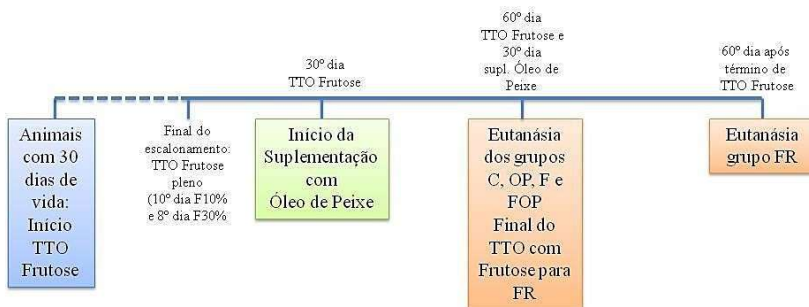 60º dia
TTO Frutose e
30º dia
supl. Óleo de
Peixe
30º dia
TTO Frutose
60º dia após
término de
TTO Frutose
Animais
com 30
dias de
vida:
Início
TTO
Frutose
Final do
escalonamento:
TTO Frutose
pleno
(10º dia F10%
e 8º dia F30%
Início da
Suplementação
com
Óleo de Peixe
Eutanásia
dos grupos
C, OP, F e
FOP
Final do
TTO com
Frutose para
FR
Eutanásia
grupo FR